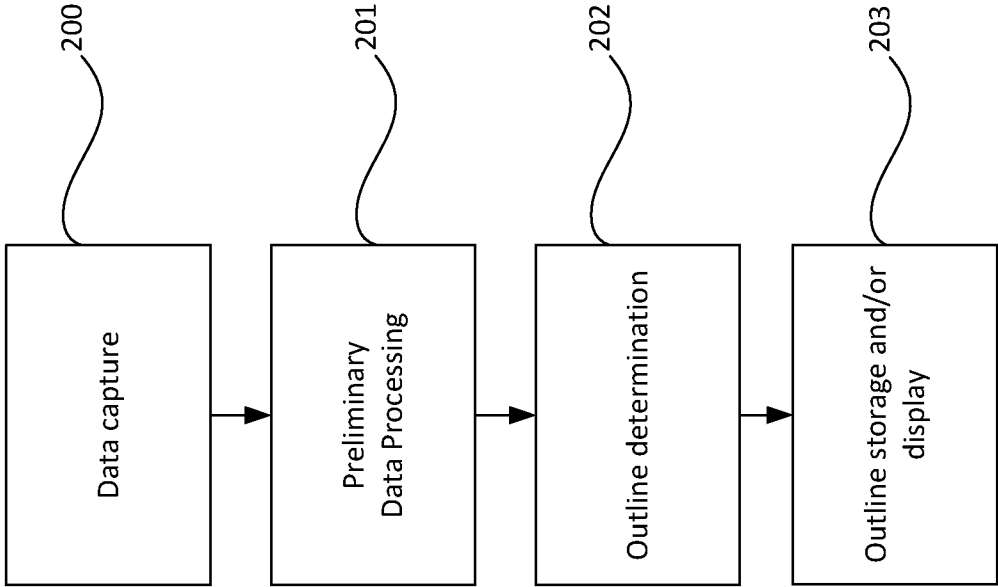 200
Data capture
201
Preliminary
Data Processing
202
Outline determination
203
Outline storage and/or
display